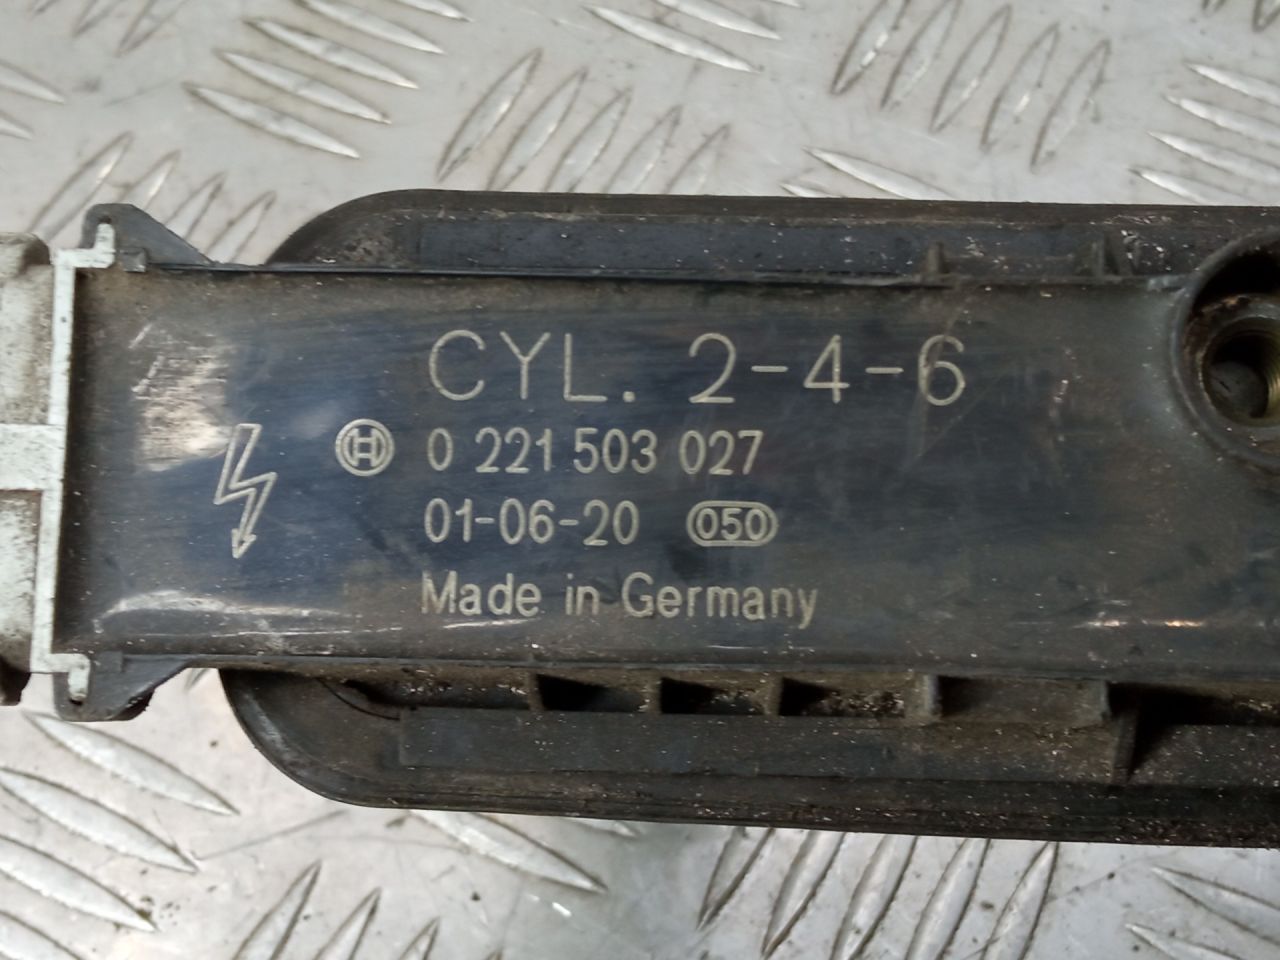 CYL. 2-4-6
0 221 503 027
01-06-20 050
Made in Germany